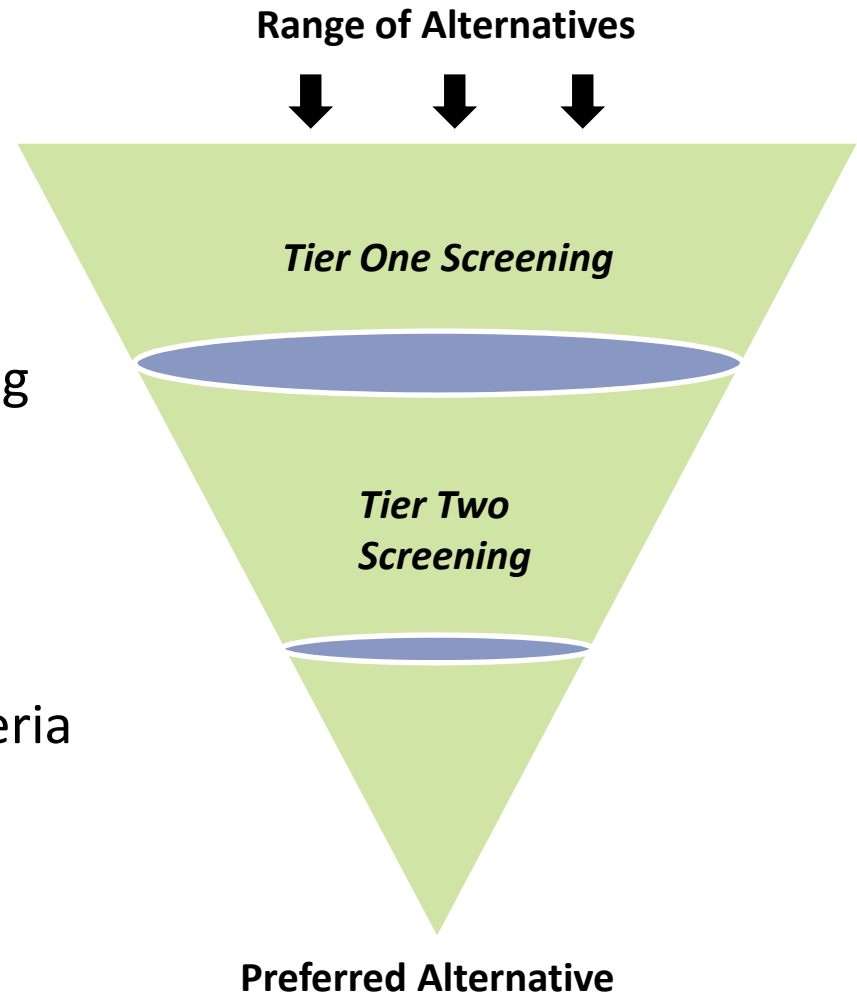 Range of Alternatives
Tier One Screening
g
Tier Two
Screening
eria
Preferred Alternative